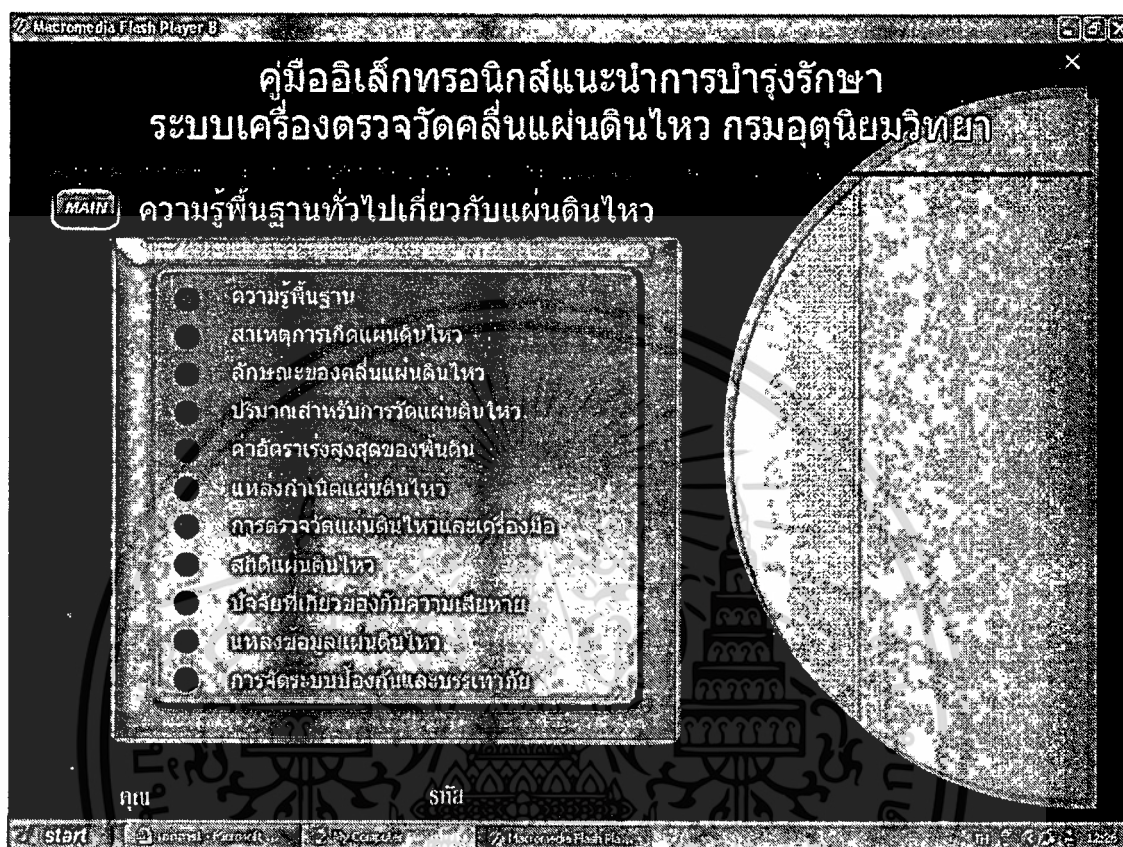 Macromedia Flash Player 8
คู่มืออิเล็กทรอนิกส์แนะนำการบำรุงรักษา
ระบบเครื่องตรวจวัดคลื่นแผ่นดินไหว กรมอุตุนิยมวิทยา
MAIN ความรู้พื้นฐานทั่วไปเกี่ยวกับแผ่นดินไหว
ความรู้พื้นฐาน
สาเหตุการเกิดแผ่นดินไหว
ลักษณะของคลื่นแผ่นดินไหว
ปริมาณสำหรับการวัดแผ่นดินไหว
ค่าอัตราเร่งสูงสุดของพื้นดิน
แหล่งกำเนิดแผ่นดินไหว
การตรวจวัดแผ่นดินไหวและเครื่องมือ
สถิติแผ่นดินไหว
ปัจจัยที่เกี่ยวข้องกับความเสียหาย
แหล่งข้อมูลแผ่นดินไหว
การจัดระบบป้องกันและบรรเทาภัย
คุณ รหัส
start เอกสาร1 - Microsoft ... My Computer Macromedia Flash Pla... TH 12:26